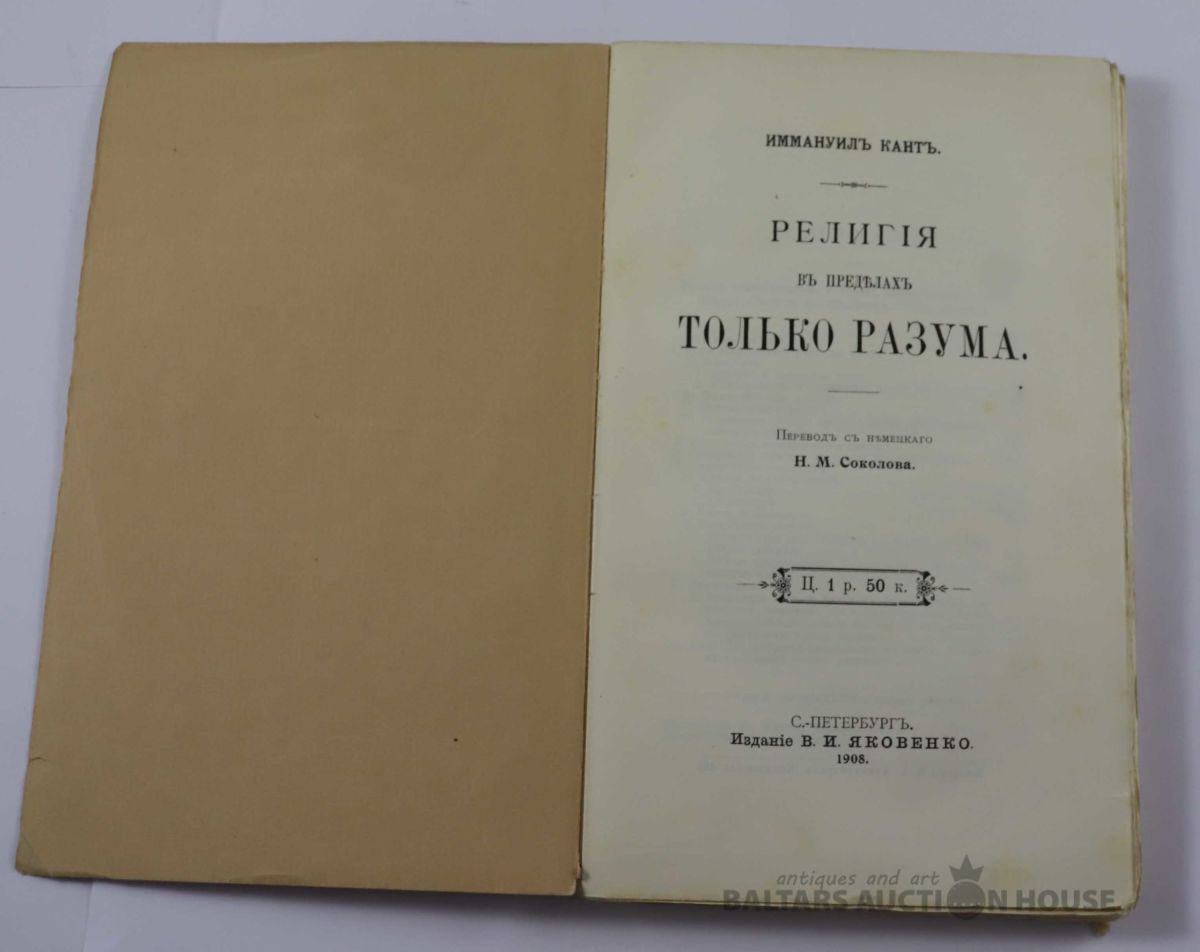 ИММАНУИЛЪ КАНТЪ.
РЕЛИГІЯ
ВЪ ПРЕДѢЛАХЪ
ТОЛЬКО РАЗУМА.
Переводъ съ нѣмецкаго
Н. М. Соколова.
Ц. 1 р. 50 к.
С.-ПЕТЕРБУРГЪ.
Изданіе В. И. ЯКОВЕНКО.
1908.
antiques and art
BALTARS AUCTION HOUSE